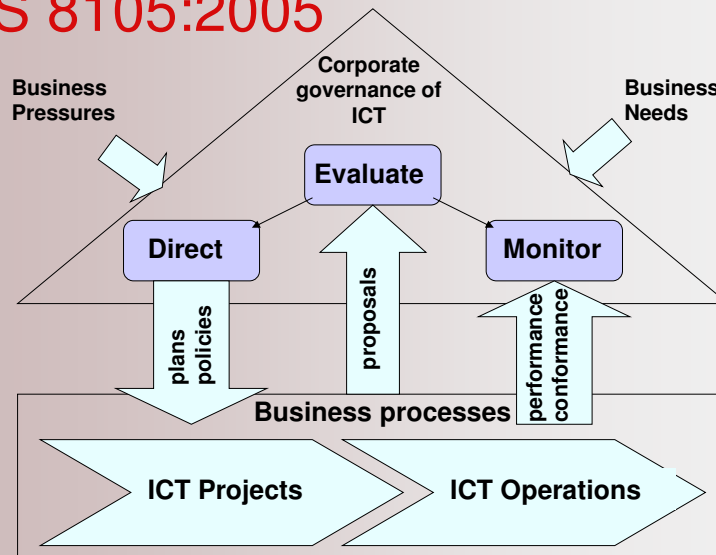 S 8105:2005
Corporate
governance of
ICT
Business
Pressures
Business
Needs
Evaluate
Direct
Monitor
plans
policies
proposals
performance
conformance
Business processes
ICT Projects
ICT Operations